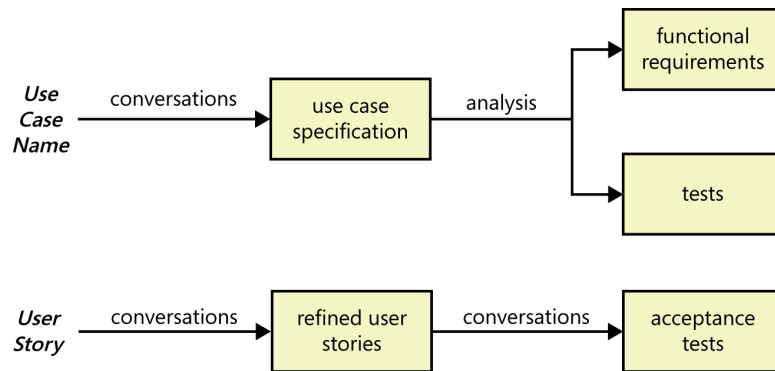 Use
Case
Name
conversations
use case
specification
analysis
functional
requirements
tests
User
Story
conversations
refined user
stories
conversations
acceptance
tests